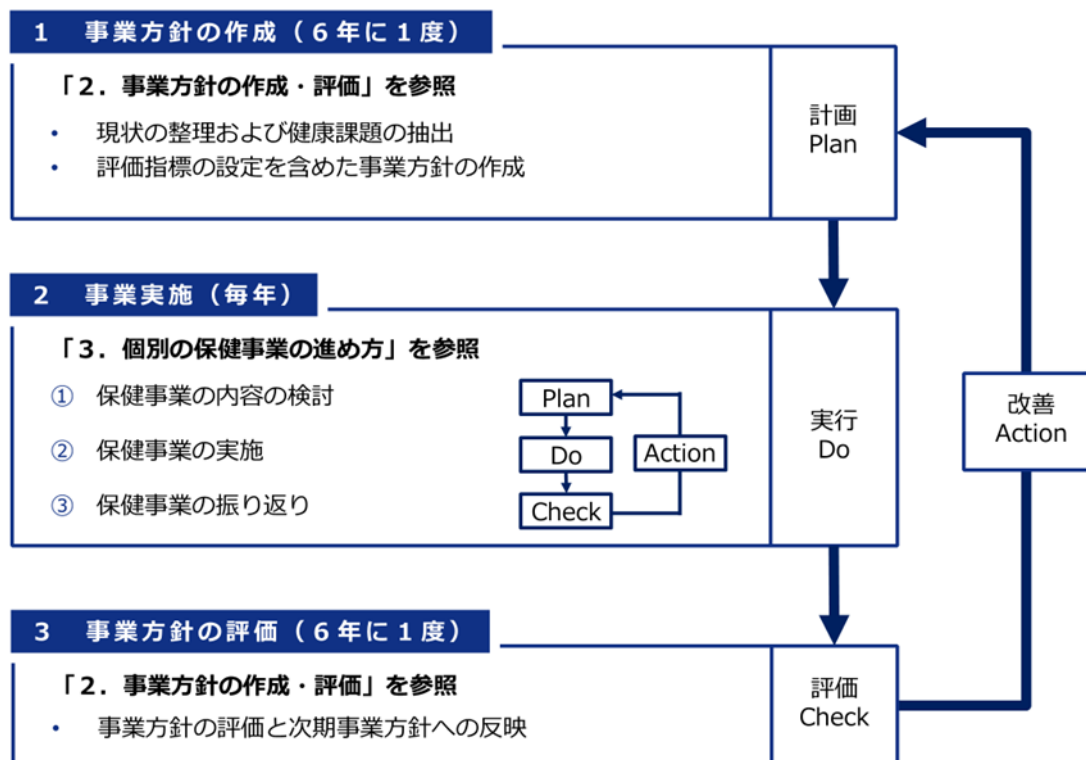 1 事業方針の作成（6年に1度）
「2．事業方針の作成・評価」を参照
• 現状の整理および健康課題の抽出
• 評価指標の設定を含めた事業方針の作成
計画
Plan
2 事業実施（毎年）
「3．個別の保健事業の進め方」を参照
① 保健事業の内容の検討
② 保健事業の実施
③ 保健事業の振り返り
Plan
Do
Check
Action
実行
Do
改善
Action
3 事業方針の評価（6年に1度）
「2．事業方針の作成・評価」を参照
• 事業方針の評価と次期事業方針への反映
評価
Check